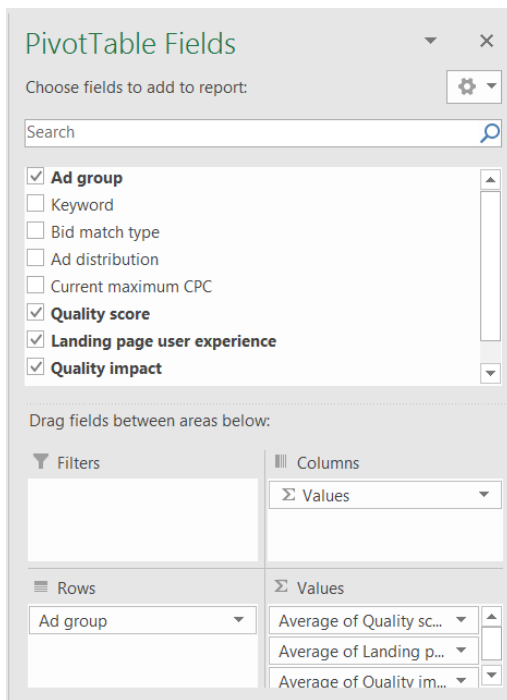 PivotTable Fields
Choose fields to add to report:
Search
Ad group
Keyword
Bid match type
Ad distribution
Current maximum CPC
Quality score
Landing page user experience
Quality impact
Drag fields between areas below:
Filters
Columns
Σ Values
Rows
Σ Values
Ad group
Average of Quality sc...
Average of Landing p...
Average of Quality im...